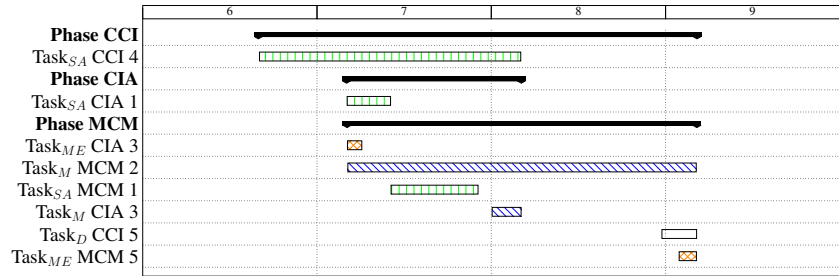 6 7 8 9
Phase CCI
Task_SA CCI 4
Phase CIA
Task_SA CIA 1
Phase MCM
Task_ME CIA 3
Task_M MCM 2
Task_SA MCM 1
Task_M CIA 3
Task_D CCI 5
Task_ME MCM 5